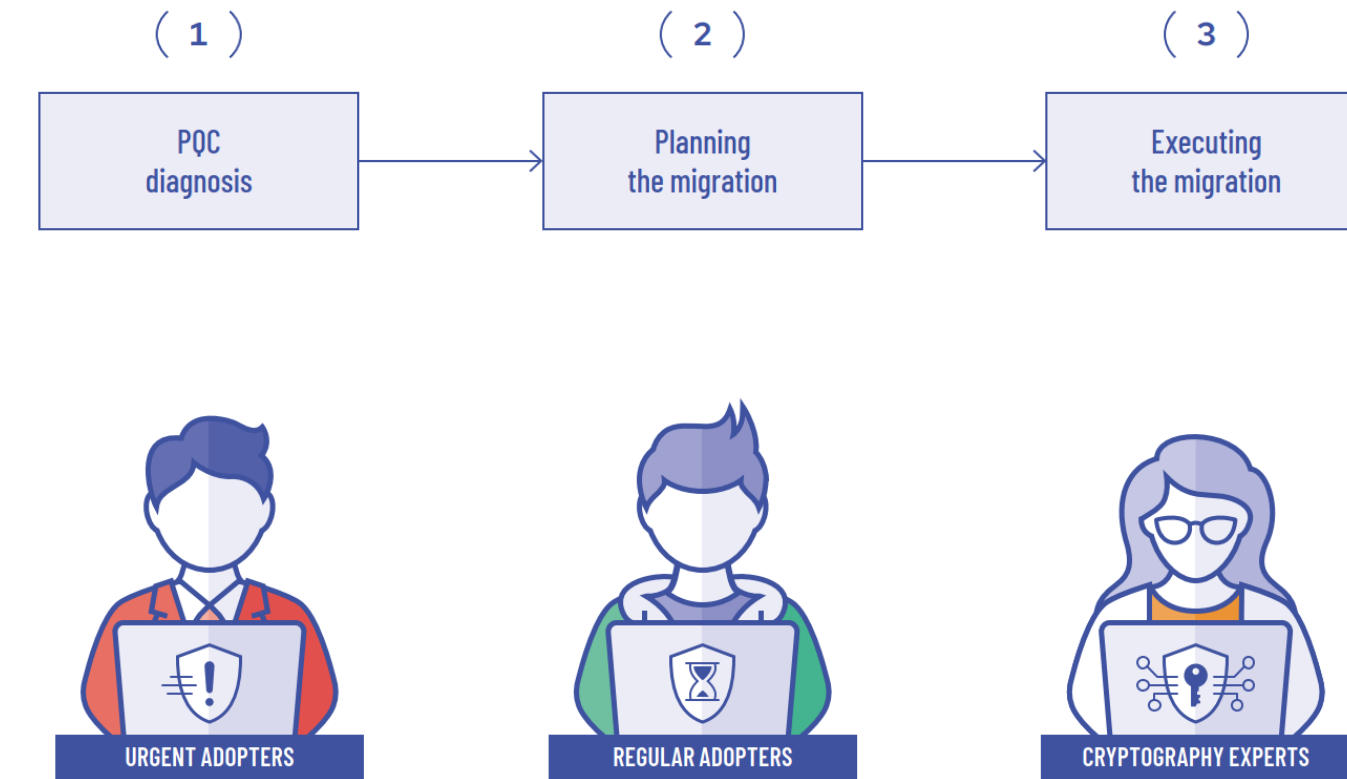 ( 1 )
( 2 )
( 3 )
PQC
diagnosis
Planning
the migration
Executing
the migration
URGENT ADOPTERS
REGULAR ADOPTERS
CRYPTOGRAPHY EXPERTS